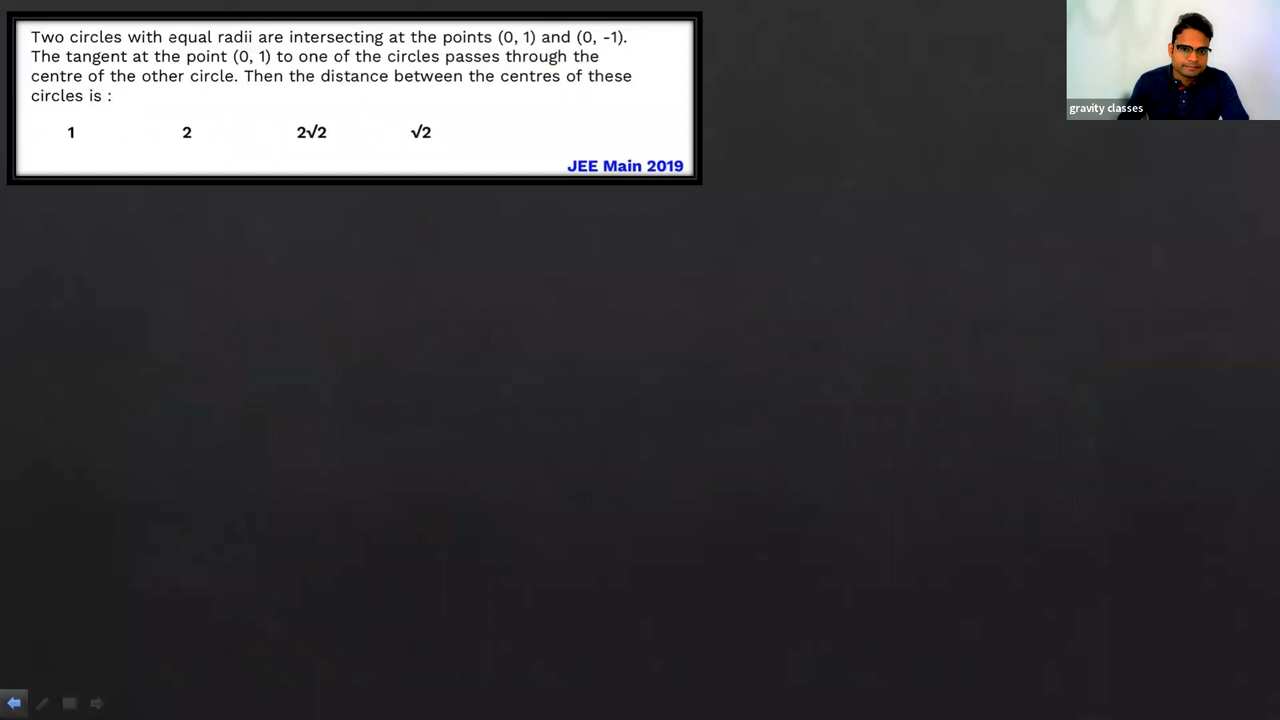 Two circles with equal radii are intersecting at the points (0, 1) and (0, -1).
The tangent at the point (0, 1) to one of the circles passes through the
centre of the other circle. Then the distance between the centres of these
circles is :
1 2 2√2 √2
JEE Main 2019
gravity classes